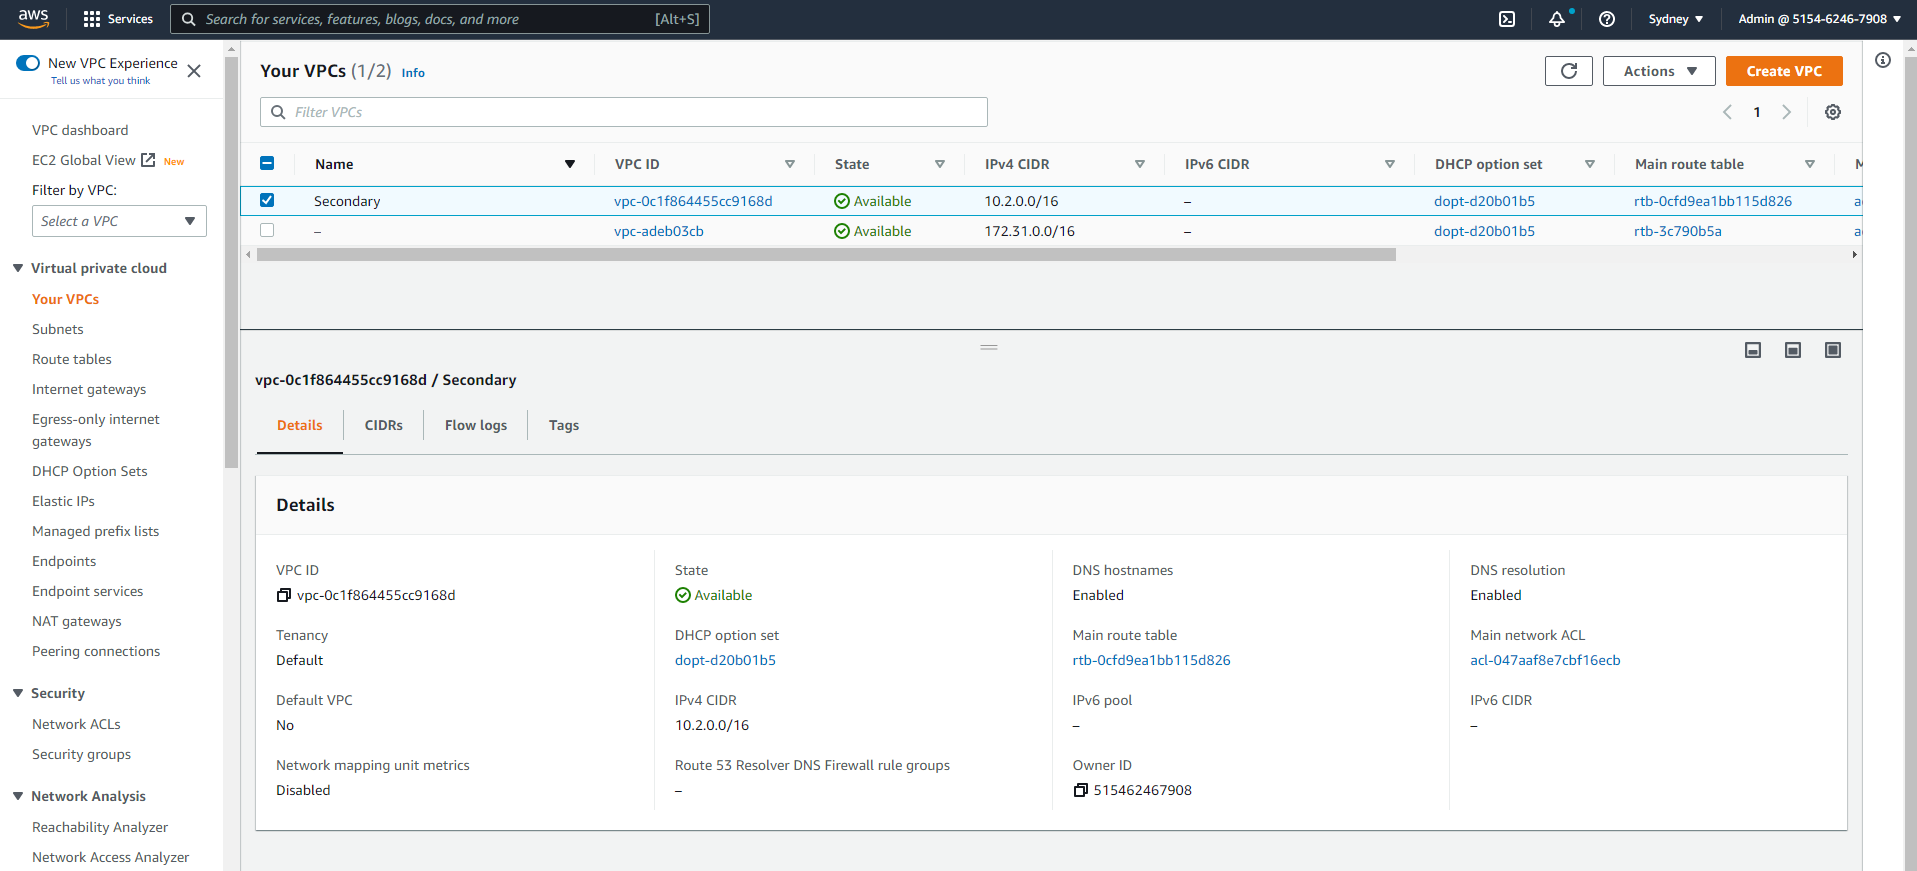 aws Services Search for services, features, blogs, docs, and more [Alt+S] Sydney Admin @ 5154-6246-7908
New VPC Experience
Tell us what you think
VPC dashboard
EC2 Global View New
Filter by VPC:
Select a VPC
Virtual private cloud
Your VPCs
Subnets
Route tables
Internet gateways
Egress-only internet
gateways
DHCP Option Sets
Elastic IPs
Managed prefix lists
Endpoints
Endpoint services
NAT gateways
Peering connections
Security
Network ACLs
Security groups
Network Analysis
Reachability Analyzer
Network Access Analyzer
Your VPCs (1/2) Info
Actions
Create VPC
Filter VPCs
1
Name VPC ID State IPv4 CIDR IPv6 CIDR DHCP option set Main route table
Secondary vpc-0c1f864455cc9168d Available 10.2.0.0/16 – dopt-d20b01b5 rtb-0cfd9ea1bb115d826
– vpc-adeb03cb Available 172.31.0.0/16 – dopt-d20b01b5 rtb-3c790b5a
vpc-0c1f864455cc9168d / Secondary
Details CIDRs Flow logs Tags
Details
VPC ID State DNS hostnames DNS resolution
vpc-0c1f864455cc9168d Available Enabled Enabled
Tenancy DHCP option set Main route table Main network ACL
Default dopt-d20b01b5 rtb-0cfd9ea1bb115d826 acl-047aaf8e7cbf16ecb
Default VPC IPv4 CIDR IPv6 pool IPv6 CIDR
No 10.2.0.0/16 – –
Network mapping unit metrics Route 53 Resolver DNS Firewall rule groups Owner ID
Disabled – 515462467908